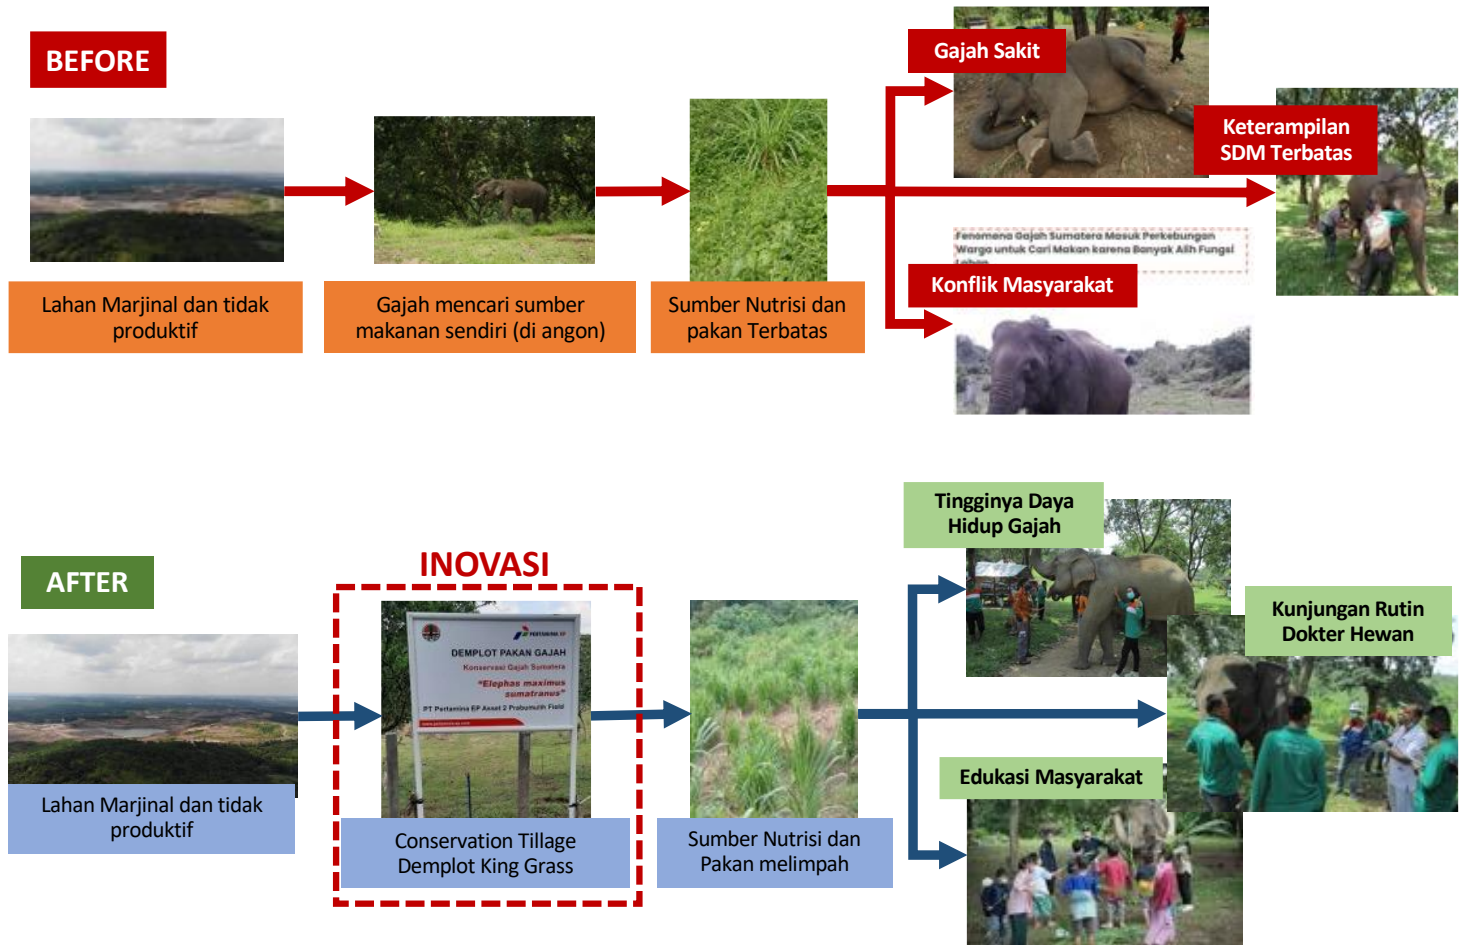 BEFORE
Gajah Sakit
Keterampilan
SDM Terbatas
Fenomena Gajah Sumatera Masuk Perkebungan
Warga untuk Cari Makan karena Banyak Alih Fungsi
Konflik Masyarakat
Lahan Marjinal dan tidak
produktif
Gajah mencari sumber
makanan sendiri (di angon)
Sumber Nutrisi dan
pakan Terbatas
AFTER
INOVASI
Tingginya Daya
Hidup Gajah
Kunjungan Rutin
Dokter Hewan
PERTAMINA EP
DEMPLOT PAKAN GAJAH
Konservasi Gajah Sumatera
"Elephas maximus
sumatranus"
PT Pertamina EP Asset 2 Prabumulih Field
Edukasi Masyarakat
Lahan Marjinal dan tidak
produktif
Conservation Tillage
Demplot King Grass
Sumber Nutrisi dan
Pakan melimpah